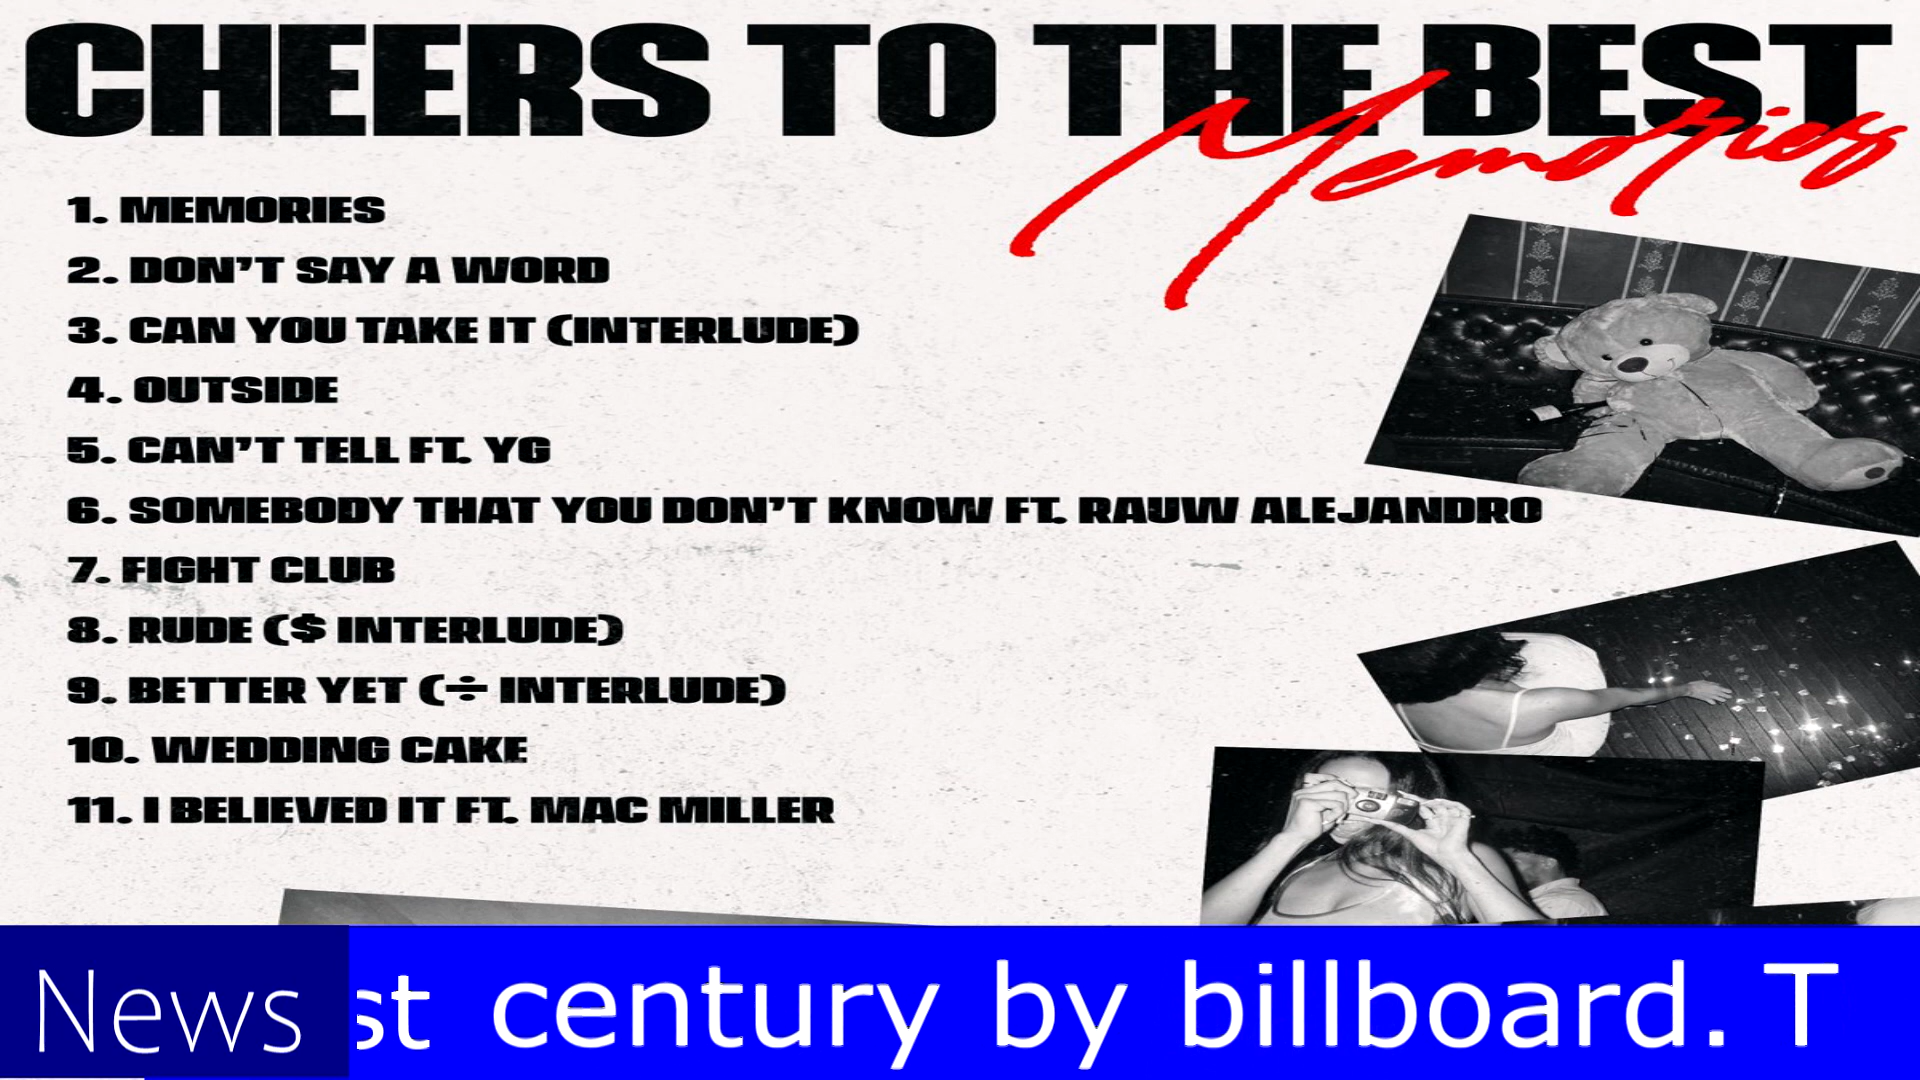 CHEERS TO THE BEST
Memories
1. MEMORIES
2. DON'T SAY A WORD
3. CAN YOU TAKE IT (INTERLUDE)
4. OUTSIDE
5. CAN'T TELL FT. YG
6. SOMEBODY THAT YOU DON'T KNOW FT. RAUW ALEJANDRO
7. FIGHT CLUB
8. RUDE ($ INTERLUDE)
9. BETTER YET (÷ INTERLUDE)
10. WEDDING CAKE
11. I BELIEVED IT FT. MAC MILLER
News st century by billboard. T